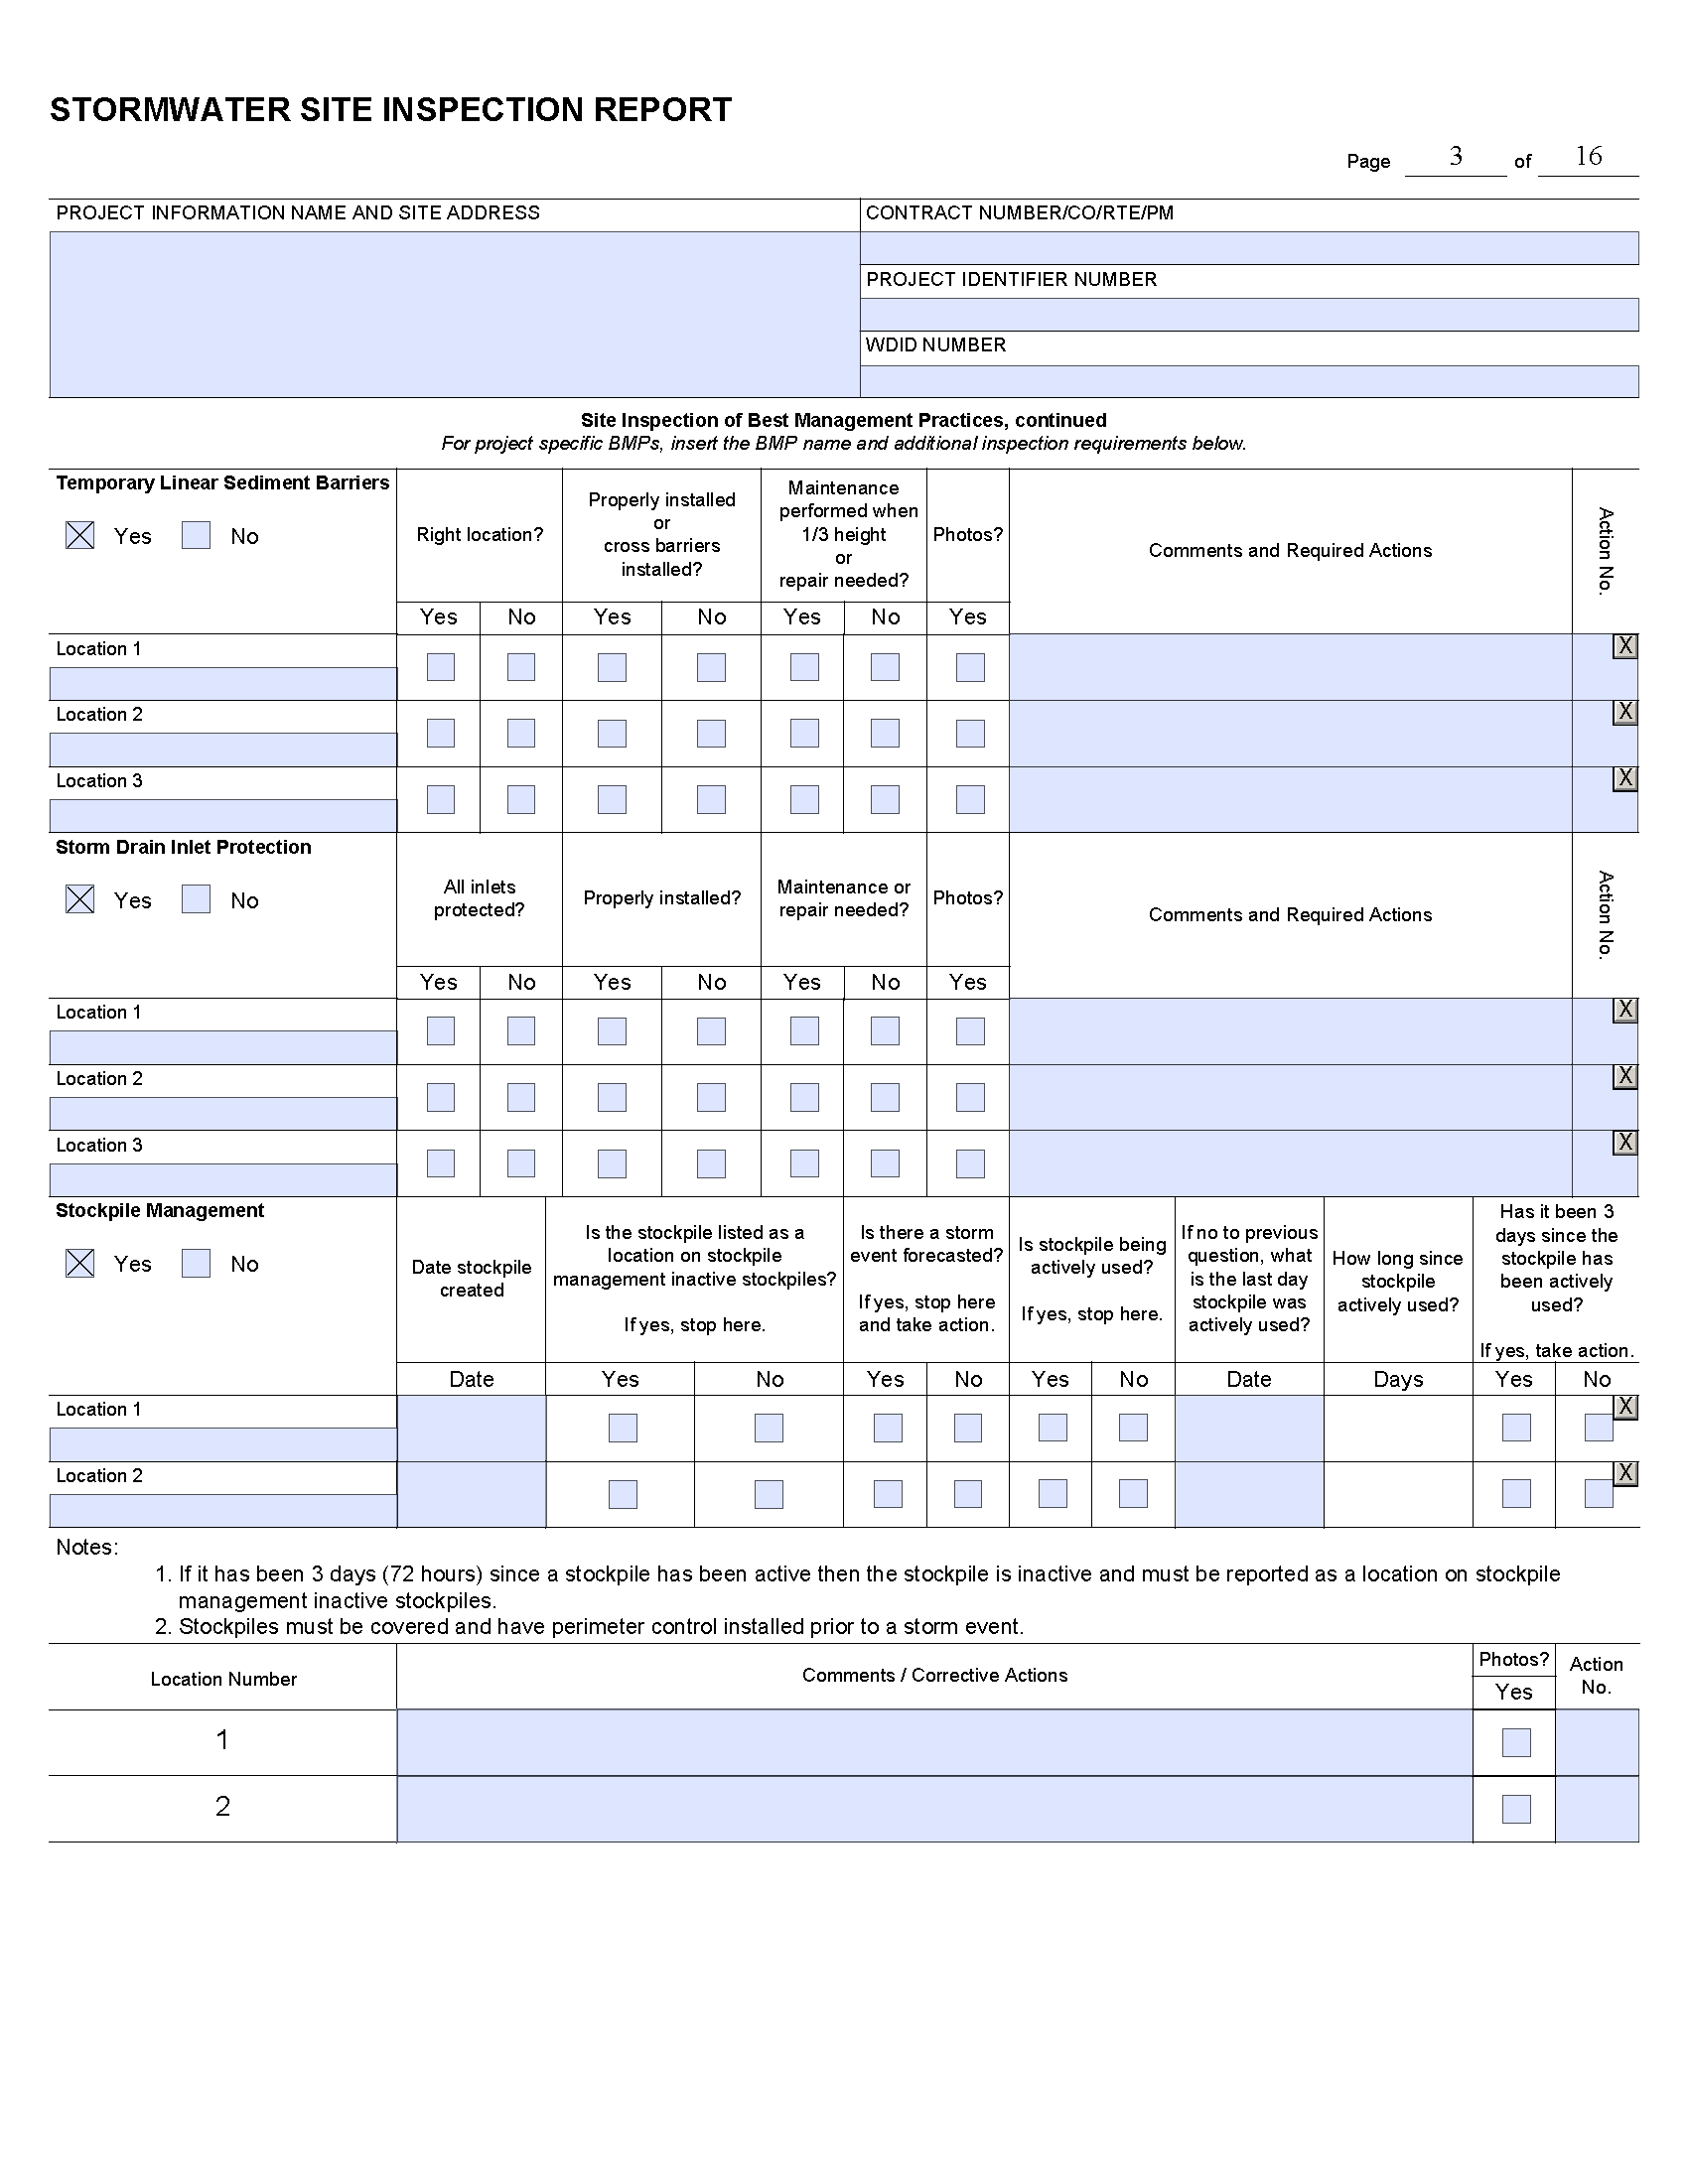 STORMWATER SITE INSPECTION REPORT
Page 3 of 16
PROJECT INFORMATION NAME AND SITE ADDRESS
CONTRACT NUMBER/CO/RTE/PM
PROJECT IDENTIFIER NUMBER
WDID NUMBER
Site Inspection of Best Management Practices, continued
For project specific BMPs, insert the BMP name and additional inspection requirements below.
Temporary Linear Sediment Barriers
Yes No
Right location?
Properly installed
or
cross barriers
installed?
Maintenance
performed when
1/3 height
or
repair needed?
Photos?
Comments and Required Actions
Action No.
Yes No Yes No Yes No Yes
Location 1
X
Location 2
X
Location 3
X
Storm Drain Inlet Protection
Yes No
All inlets
protected?
Properly installed?
Maintenance or
repair needed?
Photos?
Comments and Required Actions
Action No.
Yes No Yes No Yes No Yes
Location 1
X
Location 2
X
Location 3
X
Stockpile Management
Yes No
Date stockpile
created
Is the stockpile listed as a
location on stockpile
management inactive stockpiles?
If yes, stop here.
Is there a storm
event forecasted?
If yes, stop here
and take action.
Is stockpile being
actively used?
If yes, stop here.
If no to previous
question, what
is the last day
stockpile was
actively used?
How long since
stockpile
actively used?
Has it been 3
days since the
stockpile has
been actively
used?
If yes, take action.
Date Yes No Yes No Yes No Date Days Yes No
Location 1
X
Location 2
X
Notes:
1. If it has been 3 days (72 hours) since a stockpile has been active then the stockpile is inactive and must be reported as a location on stockpile
management inactive stockpiles.
2. Stockpiles must be covered and have perimeter control installed prior to a storm event.
Location Number
Comments / Corrective Actions
Photos?
Yes
Action
No.
1
2